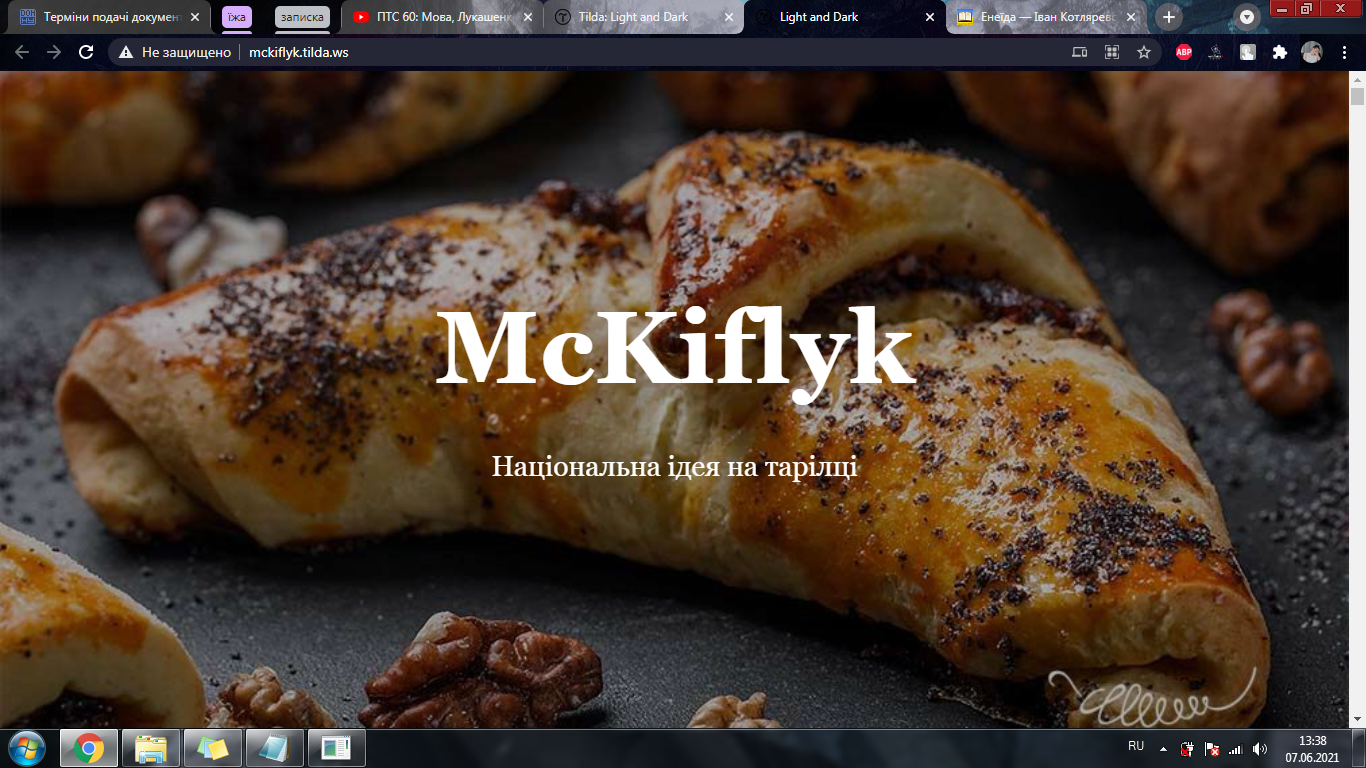 Терміни подачі документ
їжа
записка
ПТС 60: Мова, Лукашенк
Tilda: Light and Dark
Light and Dark
Енеїда — Іван Котляревс
Не защищено
mckiflyk.tilda.ws
ABP
McKiflyk
Національна ідея на тарілці
RU
13:38
07.06.2021